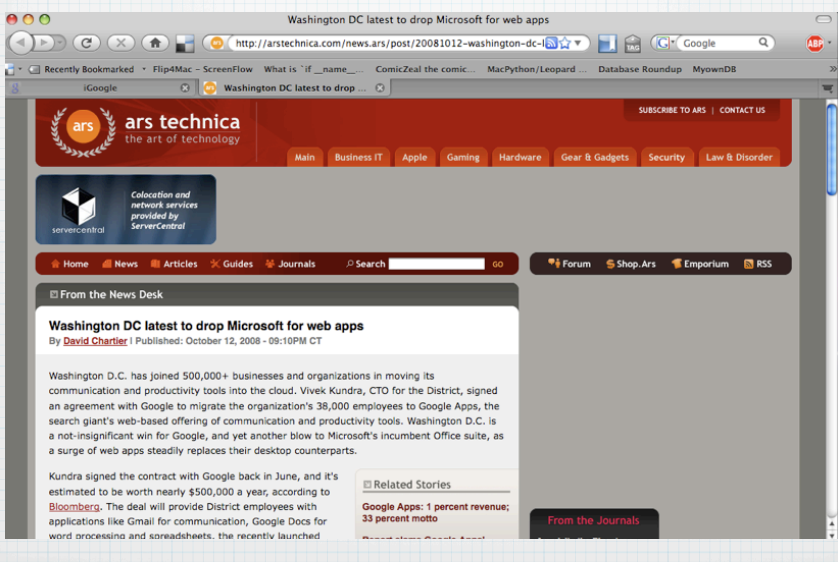 Washington DC latest to drop Microsoft for web apps
http://arstechnica.com/news.ars/post/20081012-washington-dc-l
TAG
G
Google
ABP
Recently Bookmarked
Flip4Mac – ScreenFlow
What is `if __name__...
ComicZeal the comic...
MacPython/Leopard ...
Database Roundup
MyownDB
iGoogle
Washington DC latest to drop ...
SUBSCRIBE TO ARS | CONTACT US
ars
ars technica
the art of technology
Main
Business IT
Apple
Gaming
Hardware
Gear & Gadgets
Security
Law & Disorder
servercentral
Colocation and
network services
provided by
ServerCentral
Home
News
Articles
Guides
Journals
Search
GO
Forum
Shop.Ars
Emporium
RSS
From the News Desk
Washington DC latest to drop Microsoft for web apps
By David Chartier | Published: October 12, 2008 - 09:10PM CT
Washington D.C. has joined 500,000+ businesses and organizations in moving its
communication and productivity tools into the cloud. Vivek Kundra, CTO for the District, signed
an agreement with Google to migrate the organization's 38,000 employees to Google Apps, the
search giant's web-based offering of communication and productivity tools. Washington D.C. is
a not-insignificant win for Google, and yet another blow to Microsoft's incumbent Office suite, as
a surge of web apps steadily replaces their desktop counterparts.
Kundra signed the contract with Google back in June, and it's
estimated to be worth nearly $500,000 a year, according to
Bloomberg. The deal will provide District employees with
applications like Gmail for communication, Google Docs for
word processing and spreadsheets, the recently launched
Related Stories
Google Apps: 1 percent revenue;
33 percent motto
From the Journals